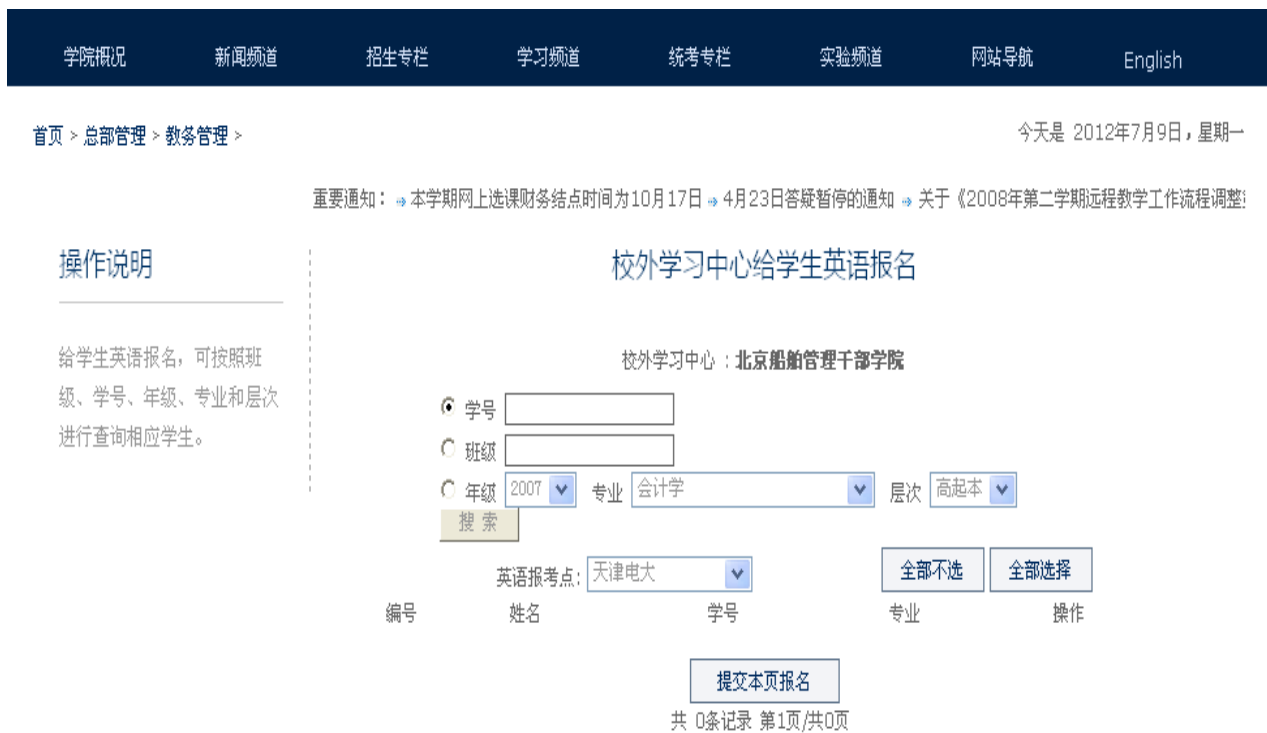 学院概况 新闻频道 招生专栏 学习频道 统考专栏 实验频道 网站导航 English
首页 > 总部管理 > 教务管理 >
今天是 2012年7月9日，星期一
重要通知： 本学期网上选课财务结点时间为10月17日 4月23日答疑暂停的通知 关于《2008年第二学期远程教学工作流程调整
操作说明
给学生英语报名，可按照班
级、学号、年级、专业和层次
进行查询相应学生。
校外学习中心给学生英语报名
校外学习中心 ：北京船舶管理干部学院
学号
班级
年级 2007 专业 会计学 层次 高起本
搜 索
英语报考点: 天津电大 全部不选 全部选择
编号 姓名 学号 专业 操作
提交本页报名
共 0条记录 第1页/共0页